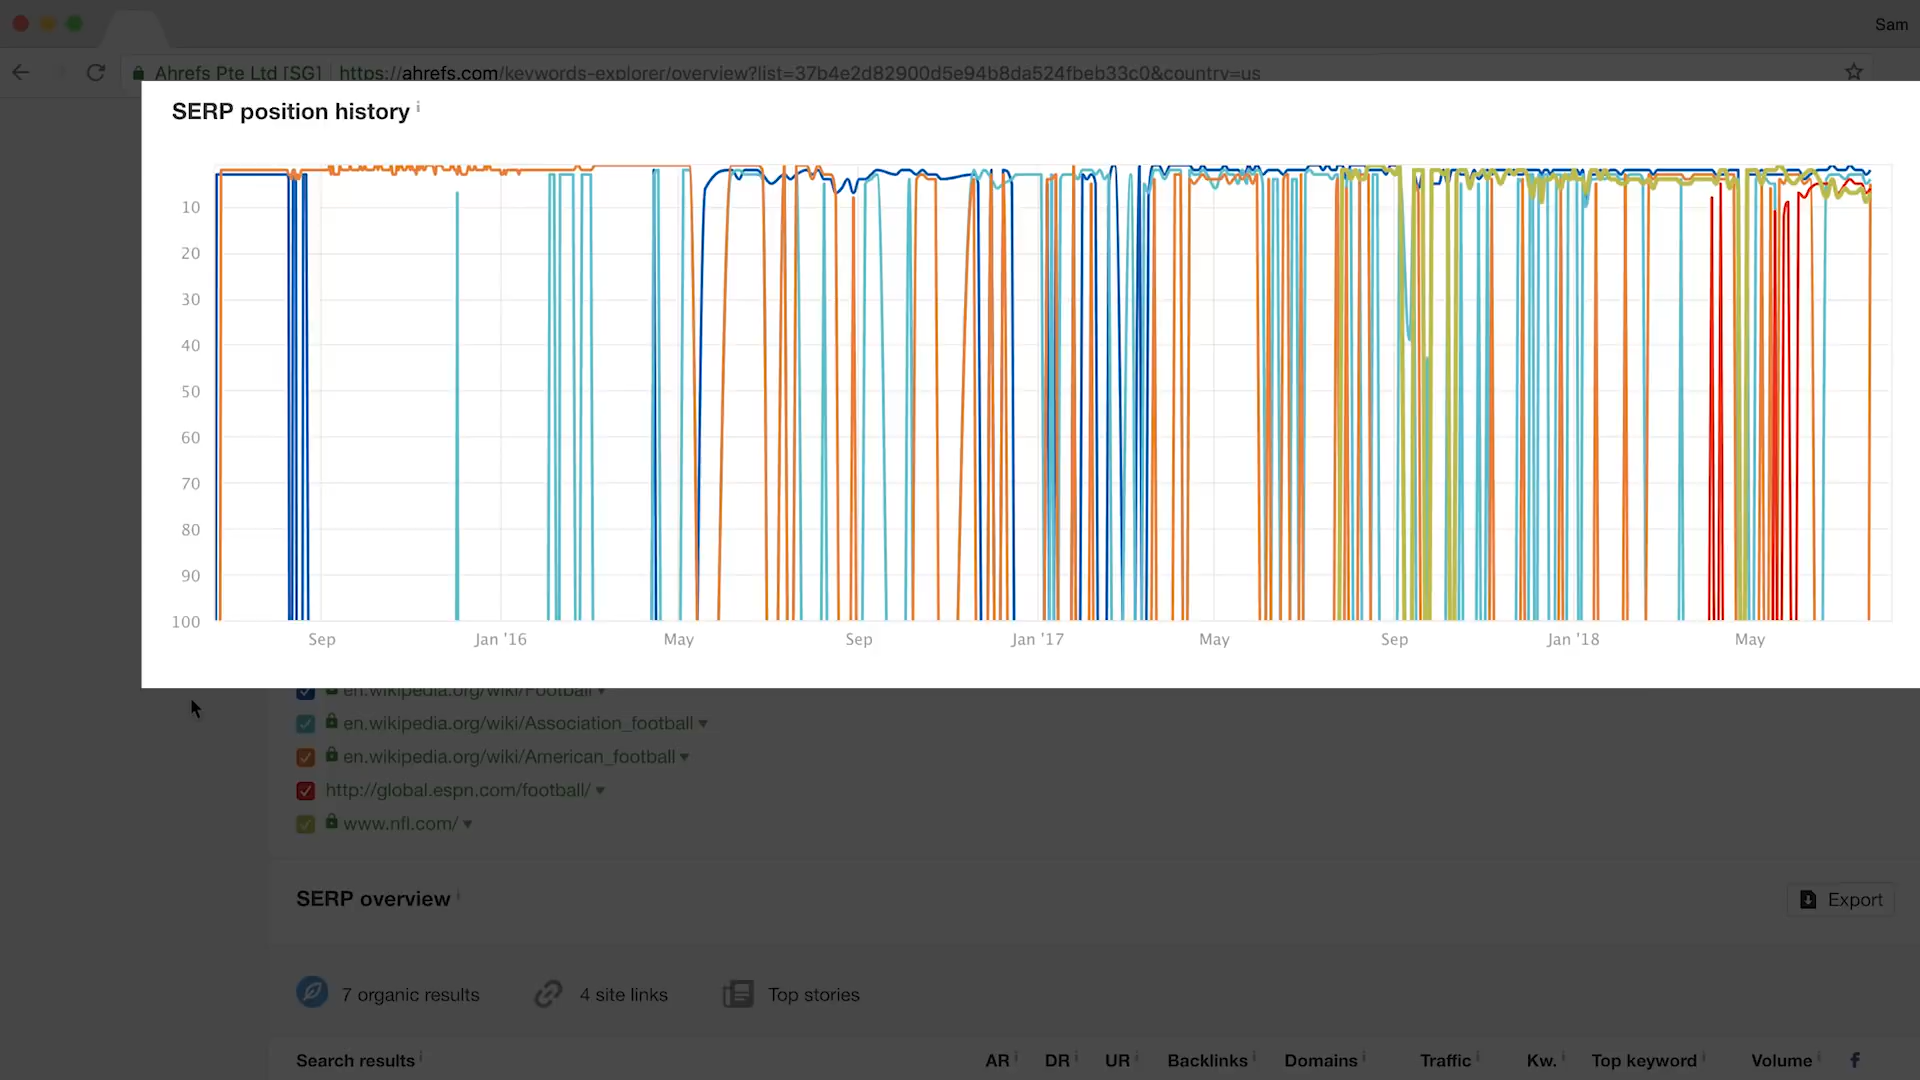 Sam
Ahrefs Pte Ltd [SG] https://ahrefs.com/keywords-explorer/overview?list=37b4e2d82900d5e94b8da524fbeb33c0&country=us
SERP position history i
10
20
30
40
50
60
70
80
90
100
Sep Jan '16 May Sep Jan '17 May Sep Jan '18 May
en.wikipedia.org/wiki/Football
en.wikipedia.org/wiki/Association_football
en.wikipedia.org/wiki/American_football
http://global.espn.com/football/
www.nfl.com/
SERP overview i
Export
7 organic results 4 site links Top stories
Search results i AR i DR i UR i Backlinks i Domains i Traffic i Kw. i Top keyword i Volume i f